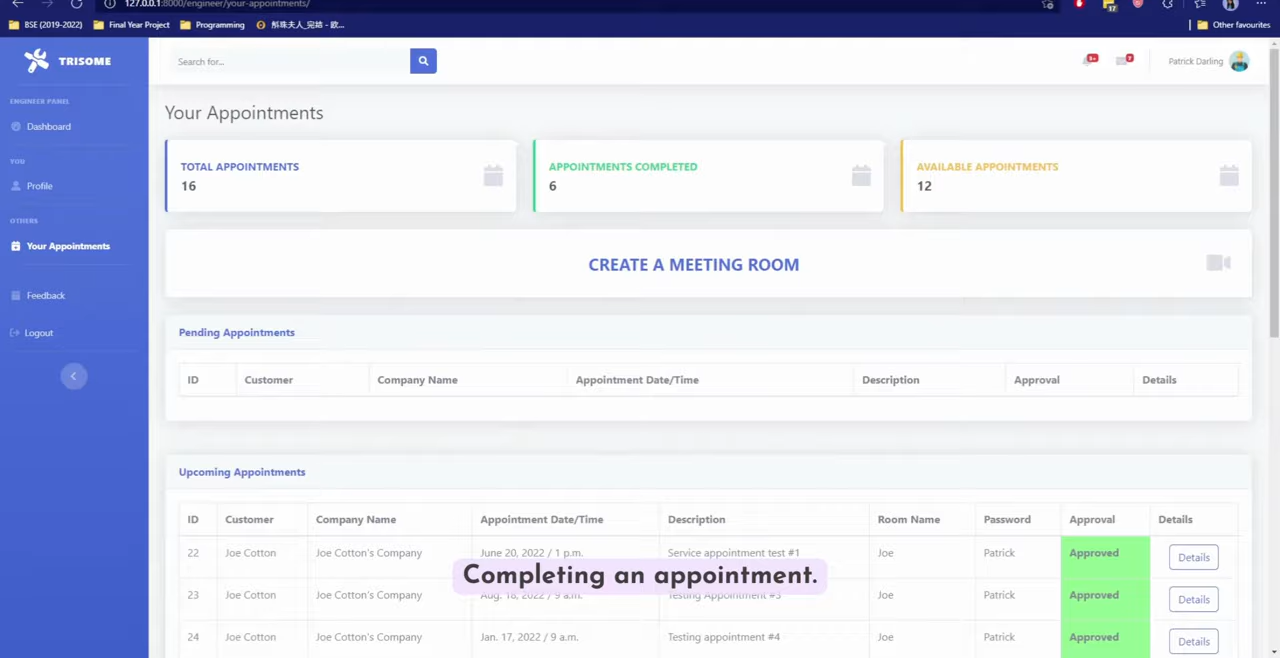 127.0.0.1:8000/engineer/your-appointments/
BSE (2019-2022) Final Year Project Programming Other favourites
TRISOME
Search for...
Patrick Darling
ENGINEER PANEL
Dashboard
YOU
Profile
OTHERS
Your Appointments
Feedback
Logout
Your Appointments
TOTAL APPOINTMENTS
16
APPOINTMENTS COMPLETED
6
AVAILABLE APPOINTMENTS
12
CREATE A MEETING ROOM
Pending Appointments
ID Customer Company Name Appointment Date/Time Description Approval Details
Upcoming Appointments
ID Customer Company Name Appointment Date/Time Description Room Name Password Approval Details
22 Joe Cotton Joe Cotton's Company June 20, 2022 / 1 p.m. Service appointment test #1 Joe Patrick Approved Details
23 Joe Cotton Joe Cotton's Company Aug. 18, 2022 / 9 a.m. Testing Appointment #3 Joe Patrick Approved Details
24 Joe Cotton Joe Cotton's Company Jan. 17, 2022 / 9 a.m. Testing appointment #4 Joe Patrick Approved Details
Completing an appointment.